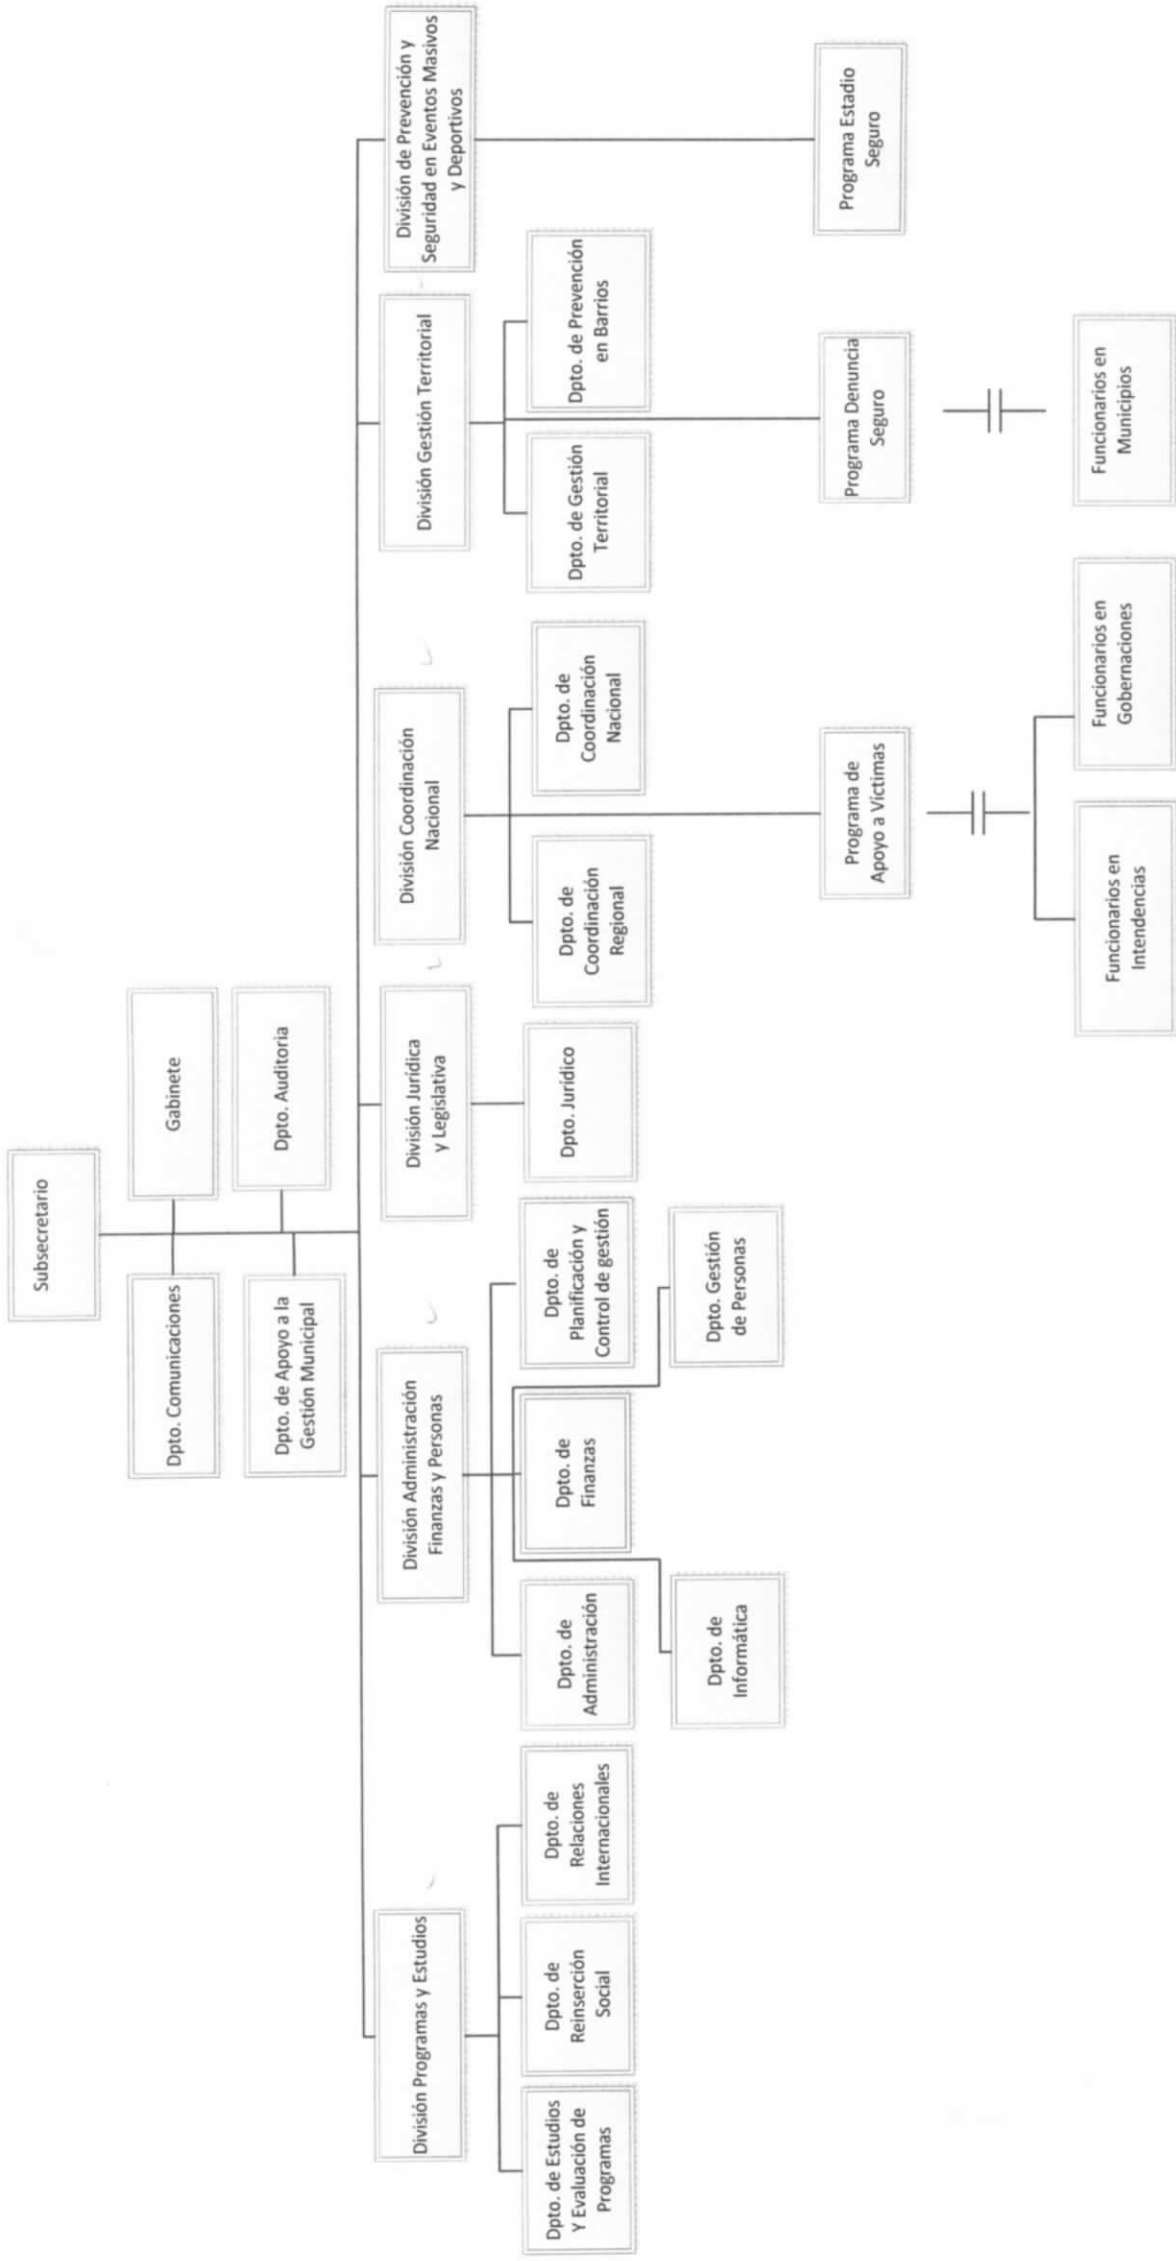 Subsecretario
Dpto. Comunicaciones
Gabinete
Dpto. de Apoyo a la
Gestión Municipal
Dpto. Auditoria
División Programas y Estudios
División Administración
Finanzas y Personas
División Jurídica
y Legislativa
División Coordinación
Nacional
División Gestión Territorial
División de Prevención y
Seguridad en Eventos Masivos
y Deportivos
Dpto. de Estudios
Y Evaluación de
Programas
Dpto. de
Reinserción
Social
Dpto. de
Relaciones
Internacionales
Dpto. de
Administración
Dpto. de
Finanzas
Dpto. de
Planificación y
Control de gestión
Dpto. Jurídico
Dpto. de
Coordinación
Regional
Dpto. de
Coordinación
Nacional
Dpto. de Gestión
Territorial
Dpto. de Prevención
en Barrios
Dpto. de
Informática
Dpto. Gestión
de Personas
Programa de
Apoyo a Víctimas
Programa Denuncia
Seguro
Programa Estadio
Seguro
Funcionarios en
Intendencias
Funcionarios en
Gobernaciones
Funcionarios en
Municipios